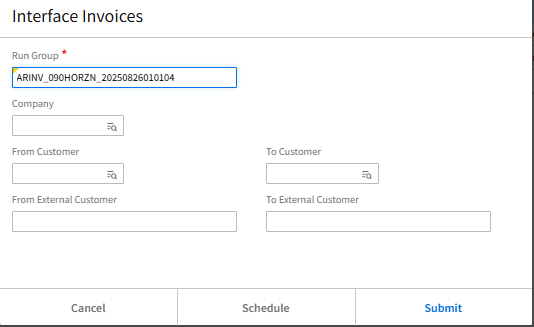 Interface Invoices
Run Group *
ARINV_090HORZN_20250826010104
Company
From Customer To Customer
From External Customer To External Customer
Cancel Schedule Submit